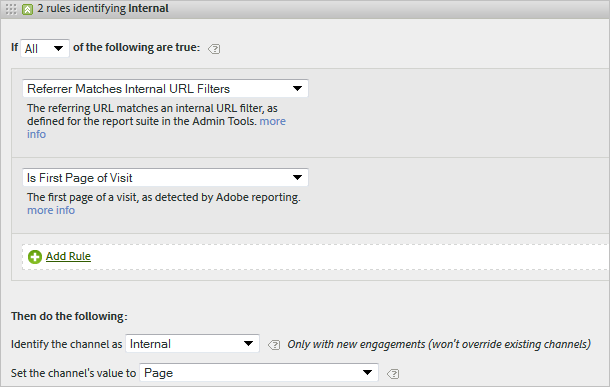 2 rules identifying Internal
If All of the following are true: ?
Referrer Matches Internal URL Filters
The referring URL matches an internal URL filter, as
defined for the report suite in the Admin Tools. more
info
Is First Page of Visit
The first page of a visit, as detected by Adobe reporting.
more info
Add Rule
Then do the following:
Identify the channel as Internal ? Only with new engagements (won't override existing channels)
Set the channel's value to Page ?